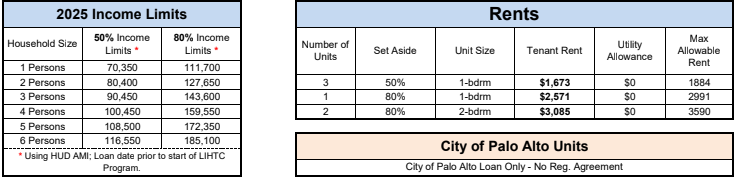 2025 Income Limits
Household Size 50% Income Limits * 80% Income Limits *
1 Persons 70,350 111,700
2 Persons 80,400 127,650
3 Persons 90,450 143,600
4 Persons 100,450 159,550
5 Persons 108,500 172,350
6 Persons 116,550 185,100
* Using HUD AMI; Loan date prior to start of LIHTC
Program.
Rents
Number of Units Set Aside Unit Size Tenant Rent Utility Allowance Max Allowable Rent
3 50% 1-bdrm $1,673 $0 1884
1 80% 1-bdrm $2,571 $0 2991
2 80% 2-bdrm $3,085 $0 3590
City of Palo Alto Units
City of Palo Alto Loan Only - No Reg. Agreement